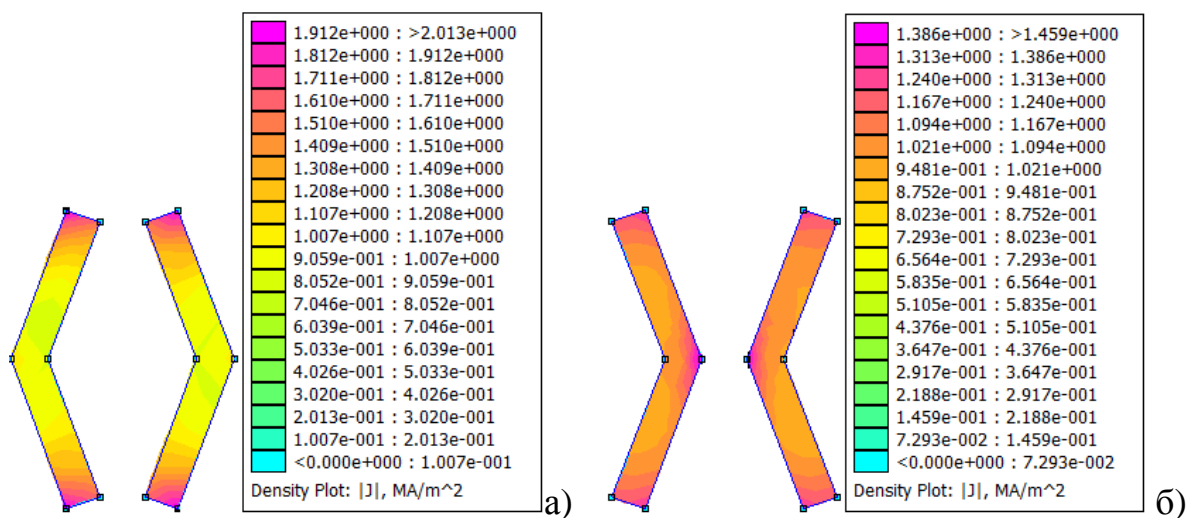 1.912e+000 : >2.013e+000
1.812e+000 : 1.912e+000
1.711e+000 : 1.812e+000
1.610e+000 : 1.711e+000
1.510e+000 : 1.610e+000
1.409e+000 : 1.510e+000
1.308e+000 : 1.409e+000
1.208e+000 : 1.308e+000
1.107e+000 : 1.208e+000
1.007e+000 : 1.107e+000
9.059e-001 : 1.007e+000
8.052e-001 : 9.059e-001
7.046e-001 : 8.052e-001
6.039e-001 : 7.046e-001
5.033e-001 : 6.039e-001
4.026e-001 : 5.033e-001
3.020e-001 : 4.026e-001
2.013e-001 : 3.020e-001
1.007e-001 : 2.013e-001
<0.000e+000 : 1.007e-001
Density Plot: |J|, MA/m^2
а)
1.386e+000 : >1.459e+000
1.313e+000 : 1.386e+000
1.240e+000 : 1.313e+000
1.167e+000 : 1.240e+000
1.094e+000 : 1.167e+000
1.021e+000 : 1.094e+000
9.481e-001 : 1.021e+000
8.752e-001 : 9.481e-001
8.023e-001 : 8.752e-001
7.293e-001 : 8.023e-001
6.564e-001 : 7.293e-001
5.835e-001 : 6.564e-001
5.105e-001 : 5.835e-001
4.376e-001 : 5.105e-001
3.647e-001 : 4.376e-001
2.917e-001 : 3.647e-001
2.188e-001 : 2.917e-001
1.459e-001 : 2.188e-001
7.293e-002 : 1.459e-001
<0.000e+000 : 7.293e-002
Density Plot: |J|, MA/m^2
б)